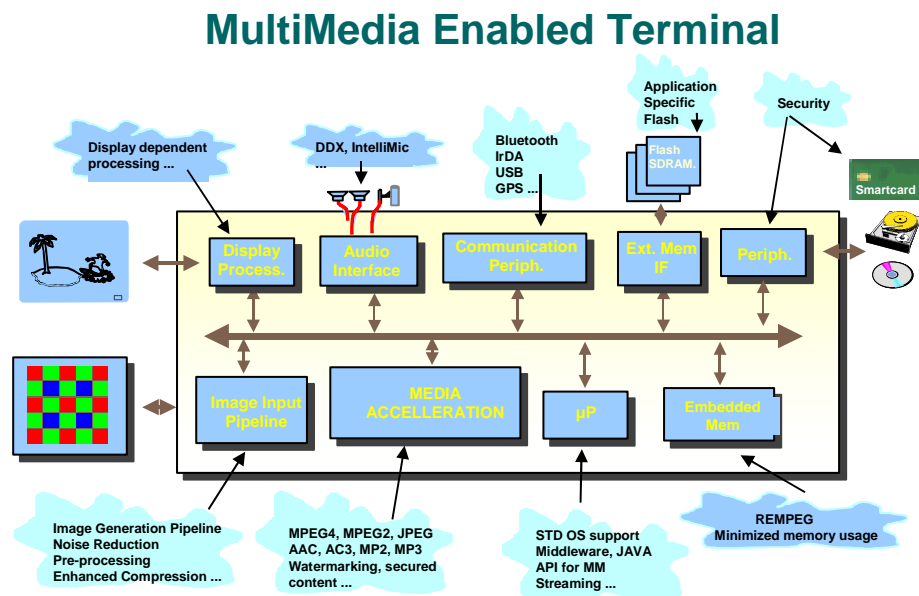 MultiMedia Enabled Terminal
Display dependent
processing ...
DDX, IntelliMic
...
Bluetooth
IrDA
USB
GPS ...
Application
Specific
Flash
Security
Flash
SDRAM.
Smartcard
Display
Process.
Audio
Interface
Communication
Periph.
Ext. Mem
IF
Periph.
Image Input
Pipeline
MEDIA
ACCELLERATION
µP
Embedded
Mem
Image Generation Pipeline
Noise Reduction
Pre-processing
Enhanced Compression ...
MPEG4, MPEG2, JPEG
AAC, AC3, MP2, MP3
Watermarking, secured
content ...
STD OS support
Middleware, JAVA
API for MM
Streaming ...
REMPEG
Minimized memory usage